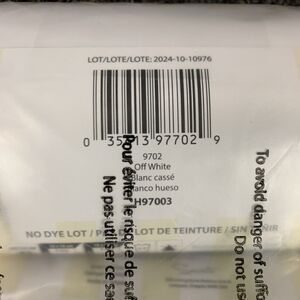 LOT/LOTE/LOTE: 2024-10-10976
0 35 13 97702 9
9702
Off White
Blanc cassé
anco hueso
H97003
NO DYE LOT / P LOT DE TEINTURE / SIN
Pour éviter le risque de suf
Ne pas utiliser ce sa
To avoid danger of suffo
Do not us